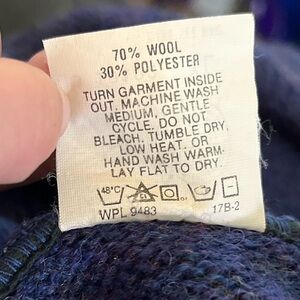 70% WOOL
30% POLYESTER
TURN GARMENT INSIDE
OUT. MACHINE WASH
MEDIUM, GENTLE
CYCLE. DO NOT
BLEACH, TUMBLE DRY,
LOW HEAT. OR
HAND WASH WARM-
LAY FLAT TO DRY.
48°C
WPL 9483 17B-2